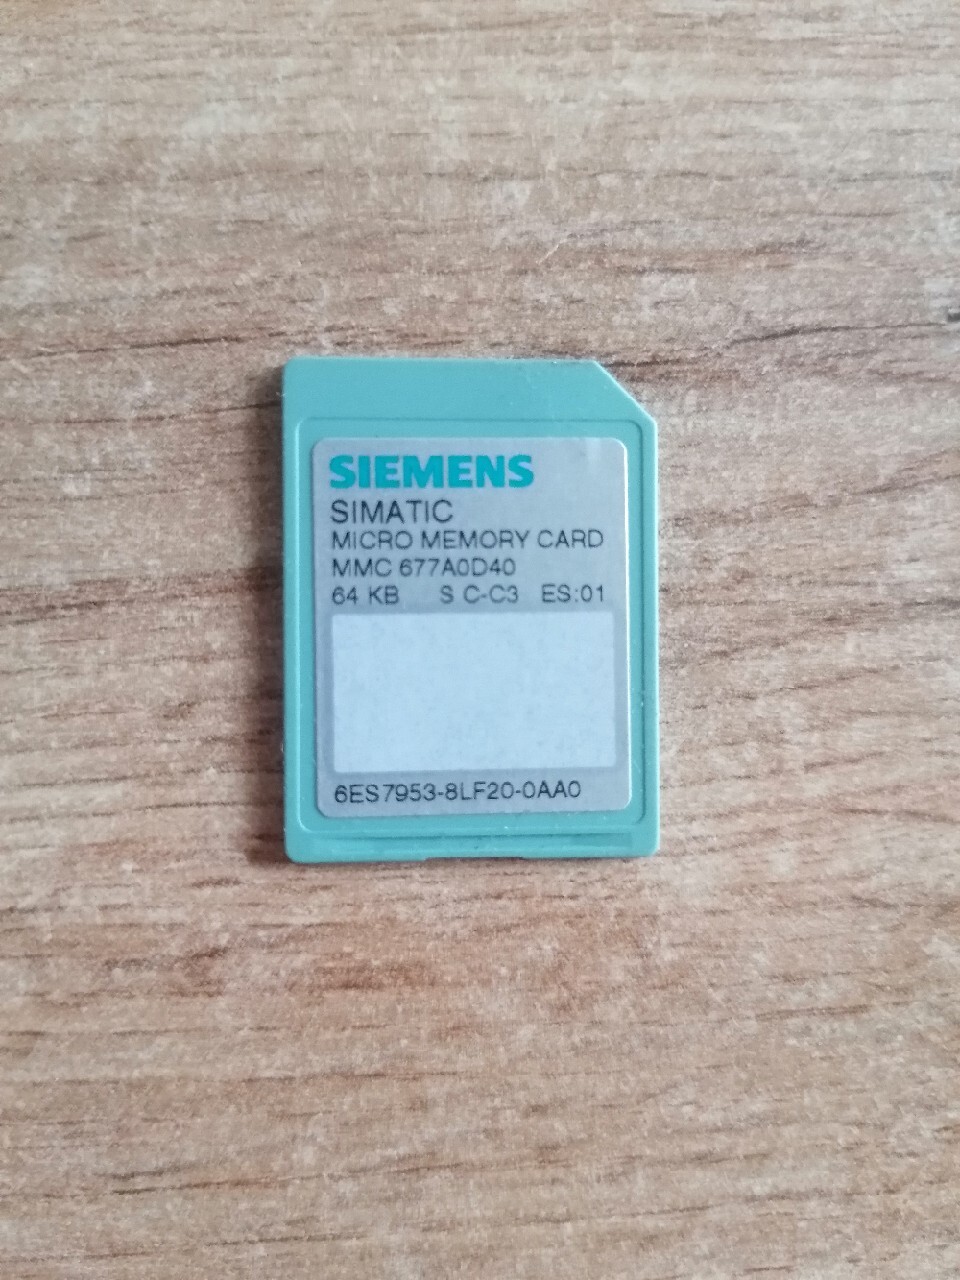 SIEMENS
SIMATIC
MICRO MEMORY CARD
MMC 677A0D40
64 KB S C-C3 ES:01
6ES7953-8LF20-0AA0